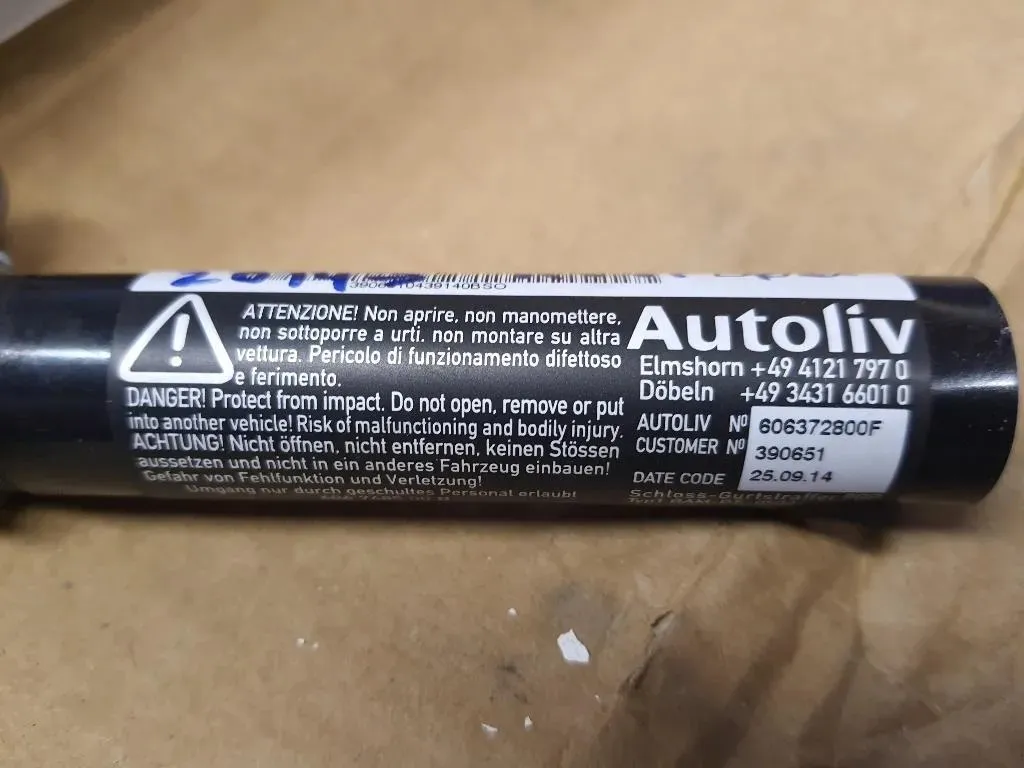 2014
ATTENZIONE! Non aprire, non manomettere,
non sottoporre a urti. non montare su altra
vettura. Pericolo di funzionamento difettoso
e ferimento.
DANGER! Protect from impact. Do not open, remove or put
into another vehicle! Risk of malfunctioning and bodily injury.
ACHTUNG! Nicht öffnen, nicht entfernen, keinen Stössen
aussetzen und nicht in ein anderes Fahrzeug einbauen!
Gefahr von Fehlfunktion und Verletzung!
Umgang nur durch geschultes Personal erlaubt
Autoliv
Elmshorn +49 4121 797 0
Döbeln +49 3431 6601 0
AUTOLIV Nº 606372800F
CUSTOMER Nº 390651
DATE CODE 25.09.14